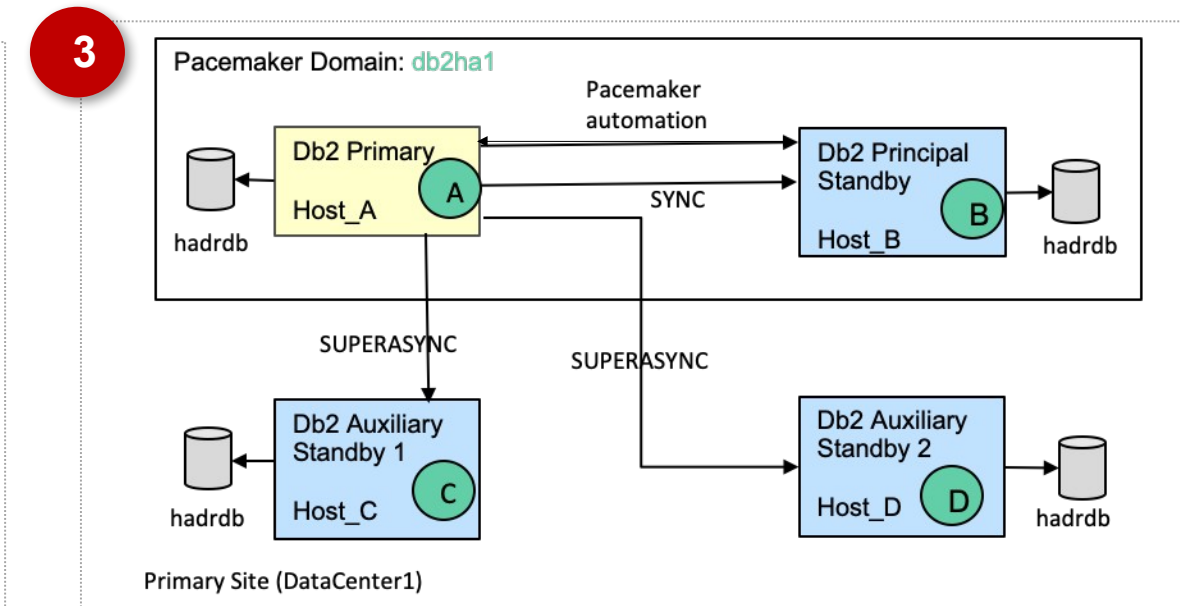 3
Pacemaker Domain: db2ha1
Pacemaker
automation
Db2 Primary
A
Host_A
hadrdb
SYNC
Db2 Principal
Standby
B
Host_B
hadrdb
SUPERASYNC
SUPERASYNC
Db2 Auxiliary
Standby 1
C
Host_C
hadrdb
Db2 Auxiliary
Standby 2
D
Host_D
hadrdb
Primary Site (DataCenter1)